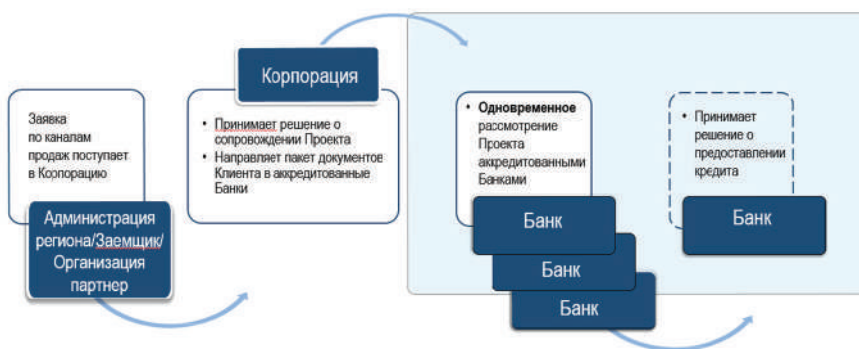 Заявка
по каналам
продаж поступает
в Корпорацию
Администрация
региона/Заемщик/
Организация
партнер
Корпорация
• Принимает решение о
сопровождении Проекта
• Направляет пакет документов
Клиента в аккредитованные
Банки
• Одновременное
рассмотрение
Проекта
аккредитованными
Банками
Банк
Банк
Банк
• Принимает
решение о
предоставлении
кредита
Банк